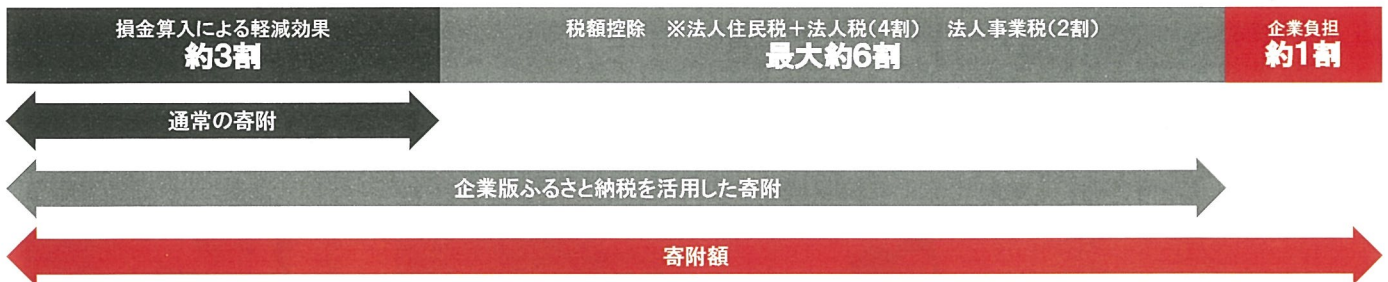 損金算入による軽減効果
約3割
税額控除　※法人住民税+法人税(4割)　法人事業税(2割)
最大約6割
企業負担
約1割
通常の寄附
企業版ふるさと納税を活用した寄附
寄附額